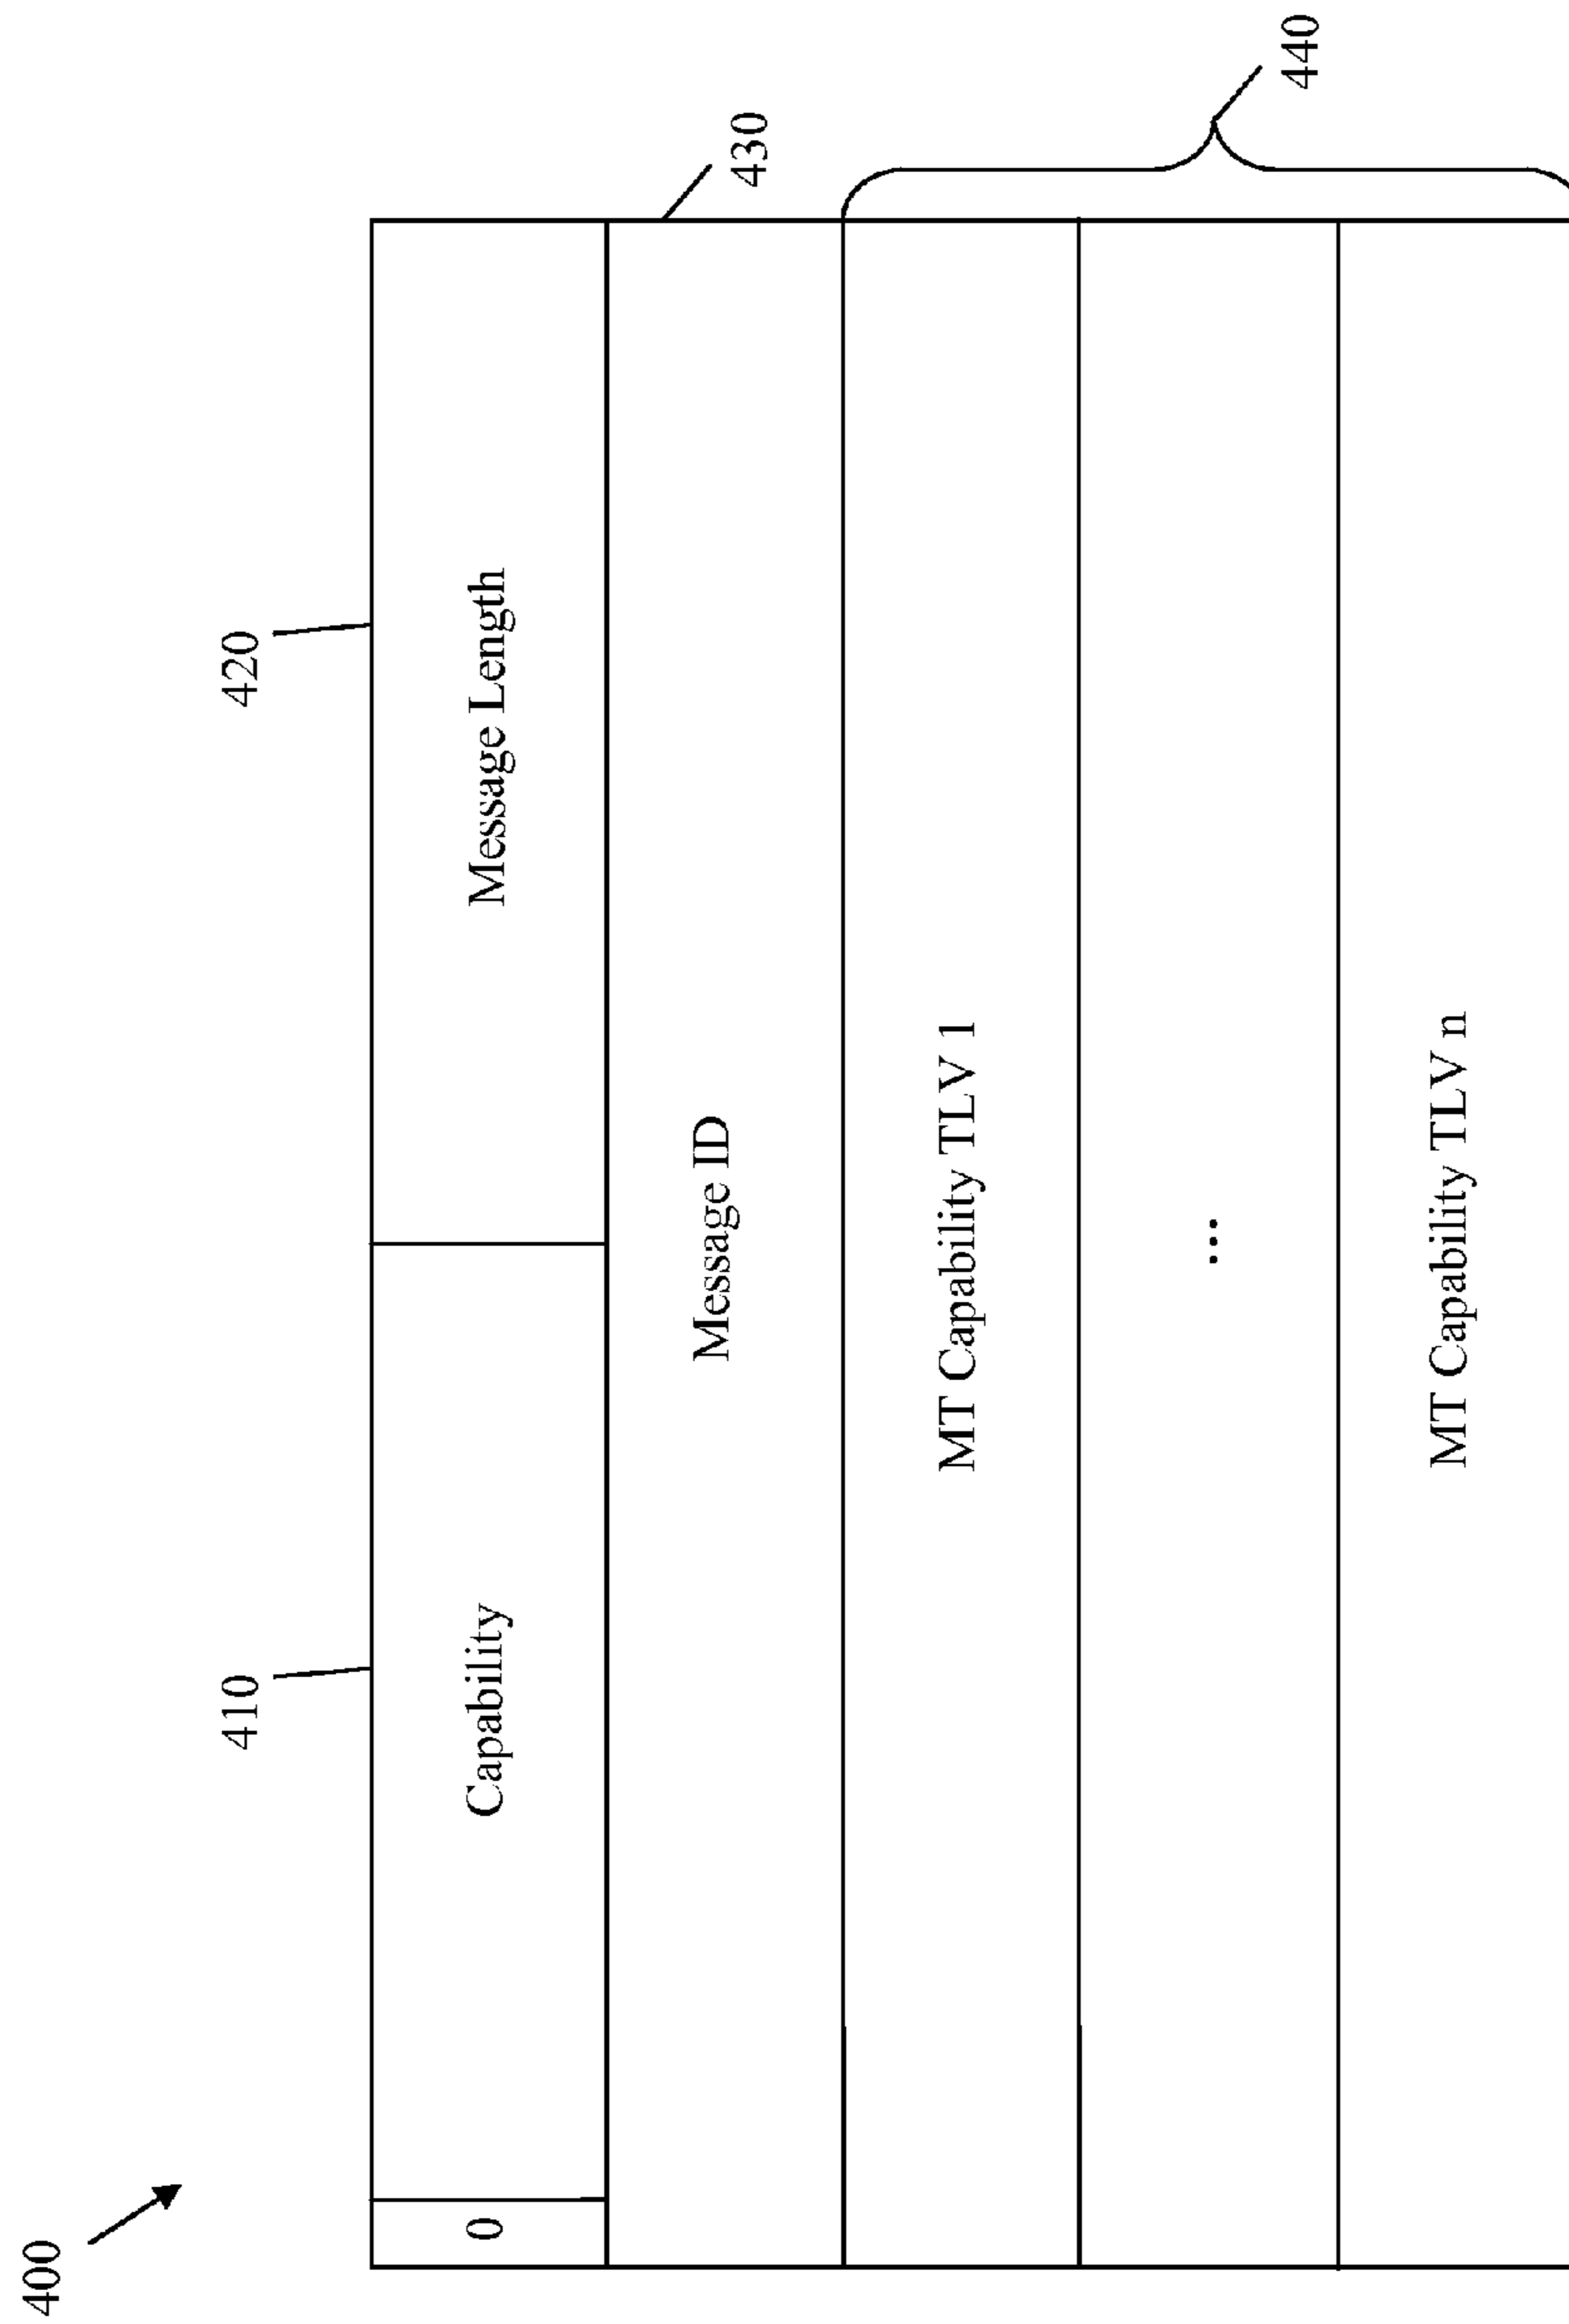 400
410
420
0
Capability
Message Length
Message ID
430
MT Capability TLV 1
...
440
MT Capability TLV n